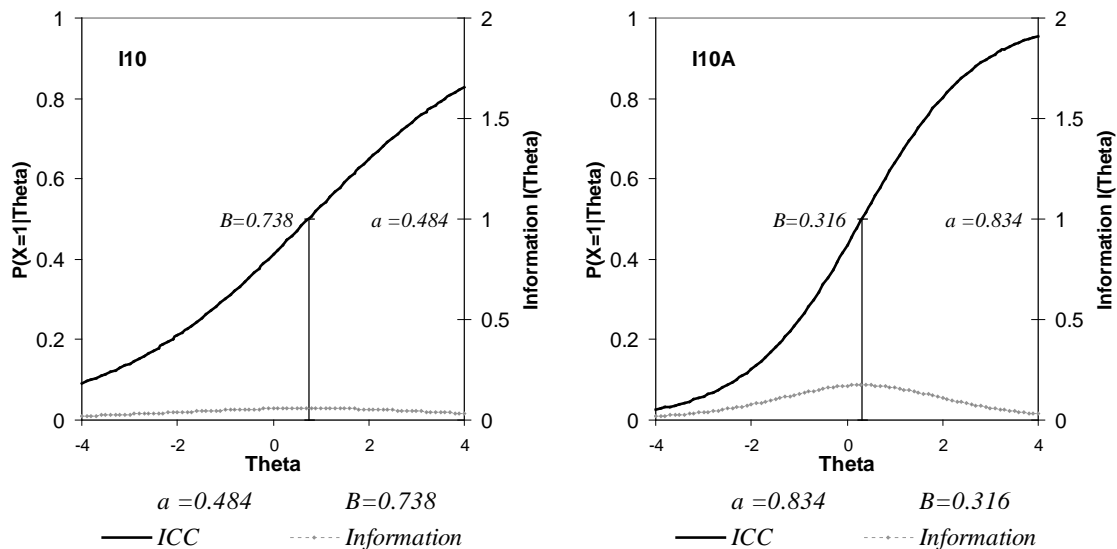 I10
P(X=1|Theta)
1
0.8
0.6
0.4
0.2
0
2
1.5
1
0.5
0
Information I(Theta)
B=0.738
a =0.484
-4
-2
0
2
4
Theta
a =0.484 B=0.738
ICC Information
I10A
P(X=1|Theta)
1
0.8
0.6
0.4
0.2
0
2
1.5
1
0.5
0
Information I(Theta)
B=0.316
a =0.834
-4
-2
0
2
4
Theta
a =0.834 B=0.316
ICC Information